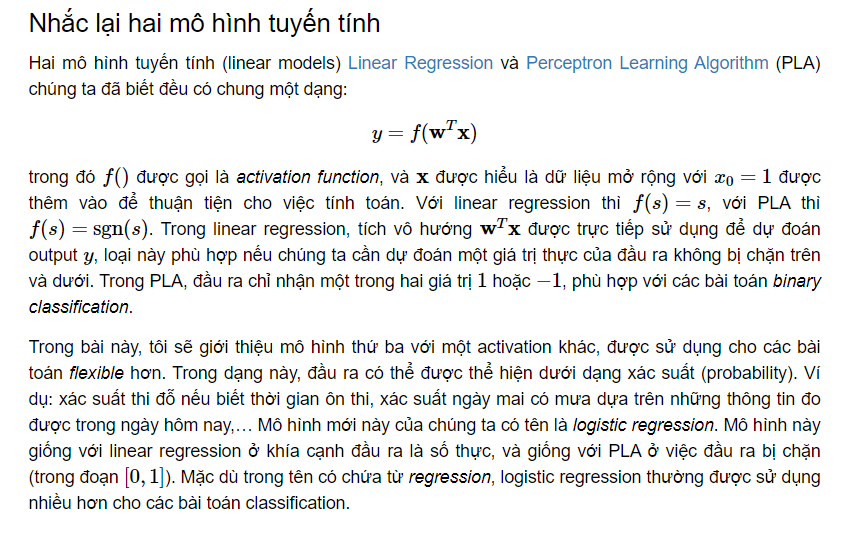 Nhắc lại hai mô hình tuyến tính
Hai mô hình tuyến tính (linear models) Linear Regression và Perceptron Learning Algorithm (PLA)
chúng ta đã biết đều có chung một dạng:
y = f(w^T x)
trong đó f() được gọi là activation function, và x được hiểu là dữ liệu mở rộng với x₀ = 1 được
thêm vào để thuận tiện cho việc tính toán. Với linear regression thì f(s) = s, với PLA thì
f(s) = sgn(s). Trong linear regression, tích vô hướng w^T x được trực tiếp sử dụng để dự đoán
output y, loại này phù hợp nếu chúng ta cần dự đoán một giá trị thực của đầu ra không bị chặn trên
và dưới. Trong PLA, đầu ra chỉ nhận một trong hai giá trị 1 hoặc −1, phù hợp với các bài toán binary
classification.
Trong bài này, tôi sẽ giới thiệu mô hình thứ ba với một activation khác, được sử dụng cho các bài
toán flexible hơn. Trong dạng này, đầu ra có thể được thể hiện dưới dạng xác suất (probability). Ví
dụ: xác suất thi đỗ nếu biết thời gian ôn thi, xác suất ngày mai có mưa dựa trên những thông tin đo
được trong ngày hôm nay,… Mô hình mới này của chúng ta có tên là logistic regression. Mô hình này
giống với linear regression ở khía cạnh đầu ra là số thực, và giống với PLA ở việc đầu ra bị chặn
(trong đoạn [0, 1]). Mặc dù trong tên có chứa từ regression, logistic regression thường được sử dụng
nhiều hơn cho các bài toán classification.